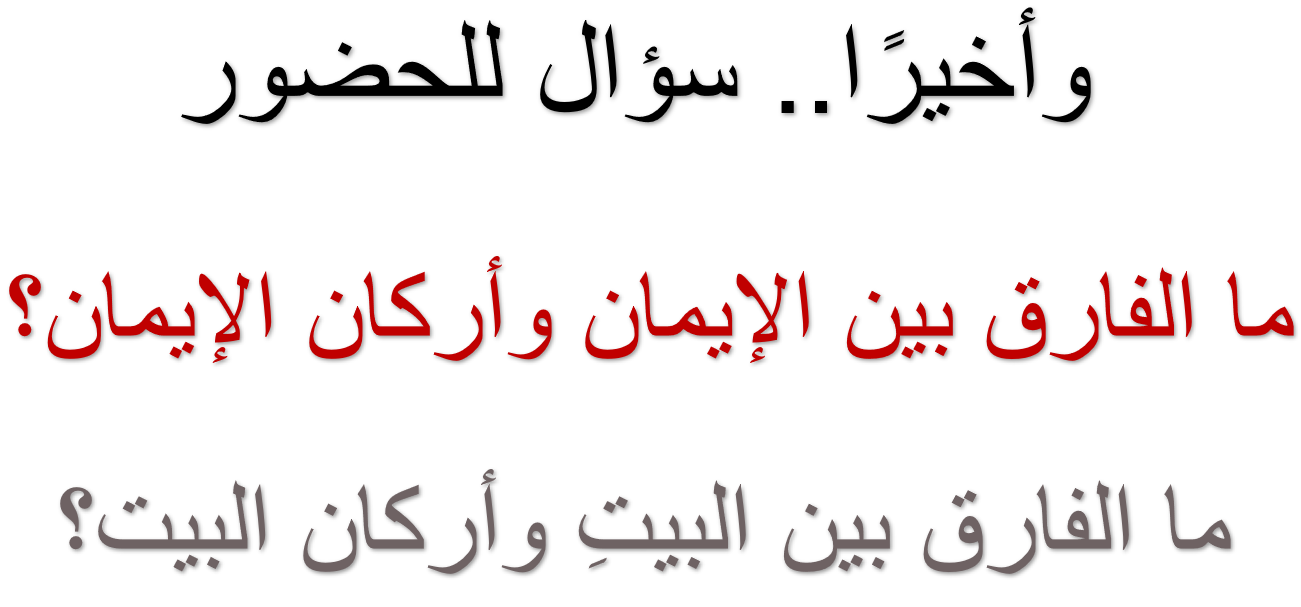 وأخيرًا.. سؤال للحضور
ما الفارق بين الإيمان وأركان الإيمان؟
ما الفارق بين البيتِ وأركان البيت؟